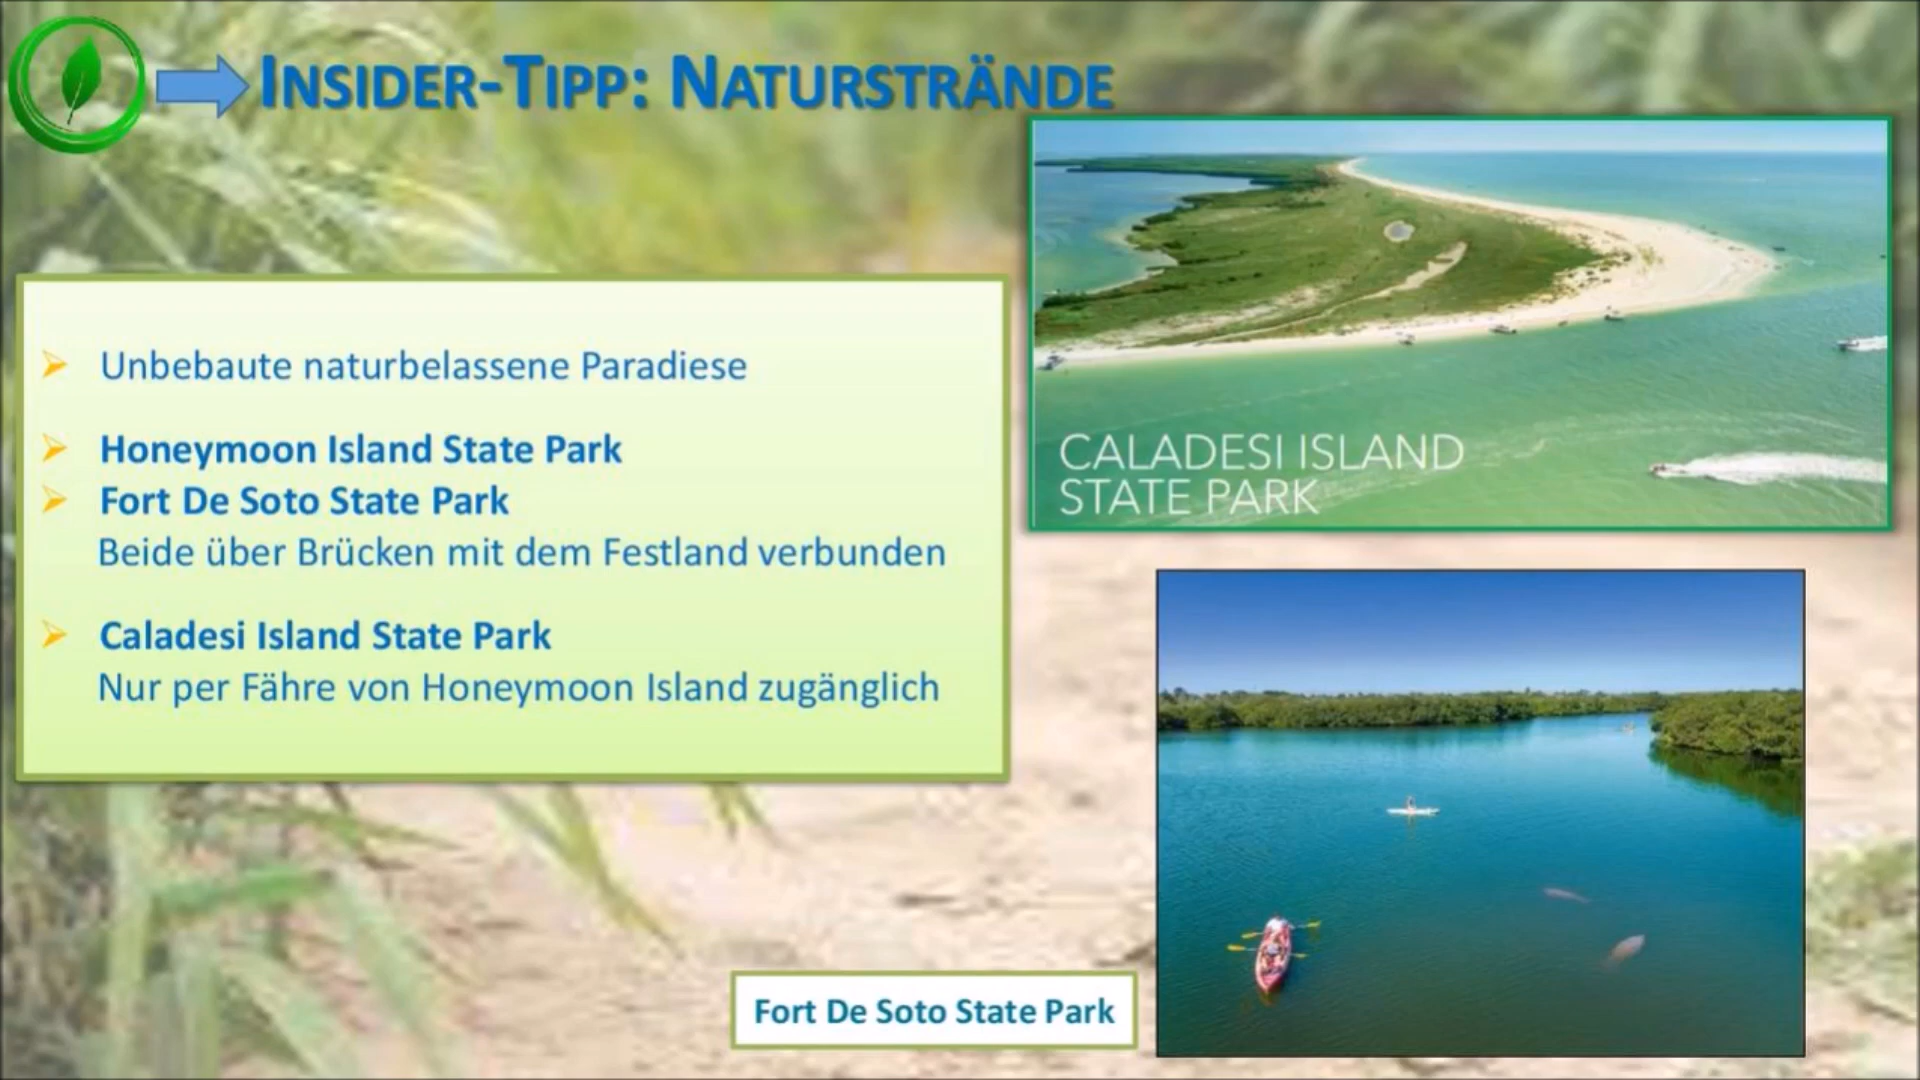 INSIDER-TIPP: NATURSTRÄNDE
Unbebaute naturbelassene Paradiese
Honeymoon Island State Park
Fort De Soto State Park
Beide über Brücken mit dem Festland verbunden
Caladesi Island State Park
Nur per Fähre von Honeymoon Island zugänglich
CALADESI ISLAND
STATE PARK
Fort De Soto State Park